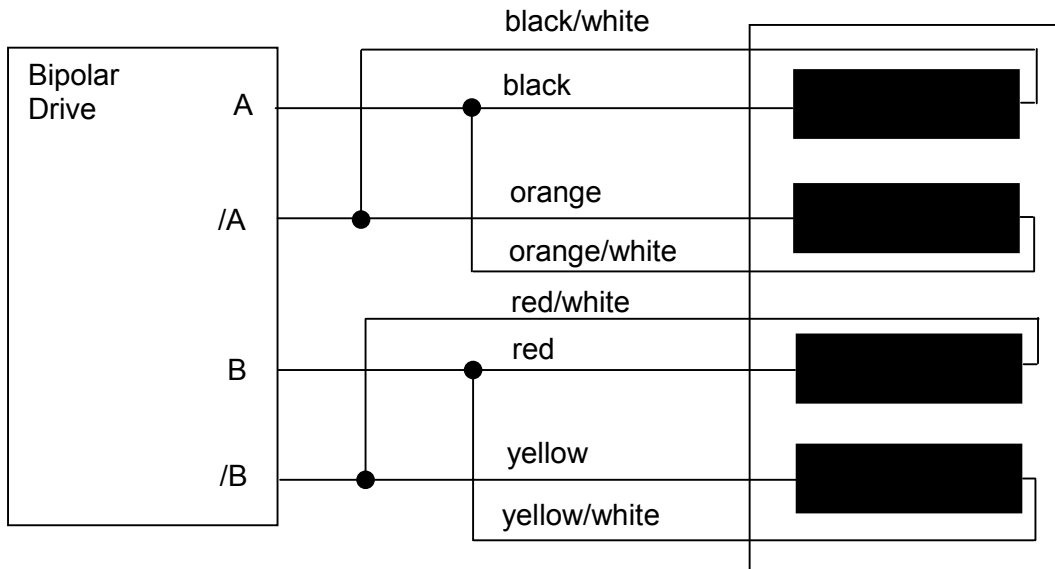 black/white
Bipolar
Drive
A
black
/A
orange
orange/white
red/white
B
red
/B
yellow
yellow/white